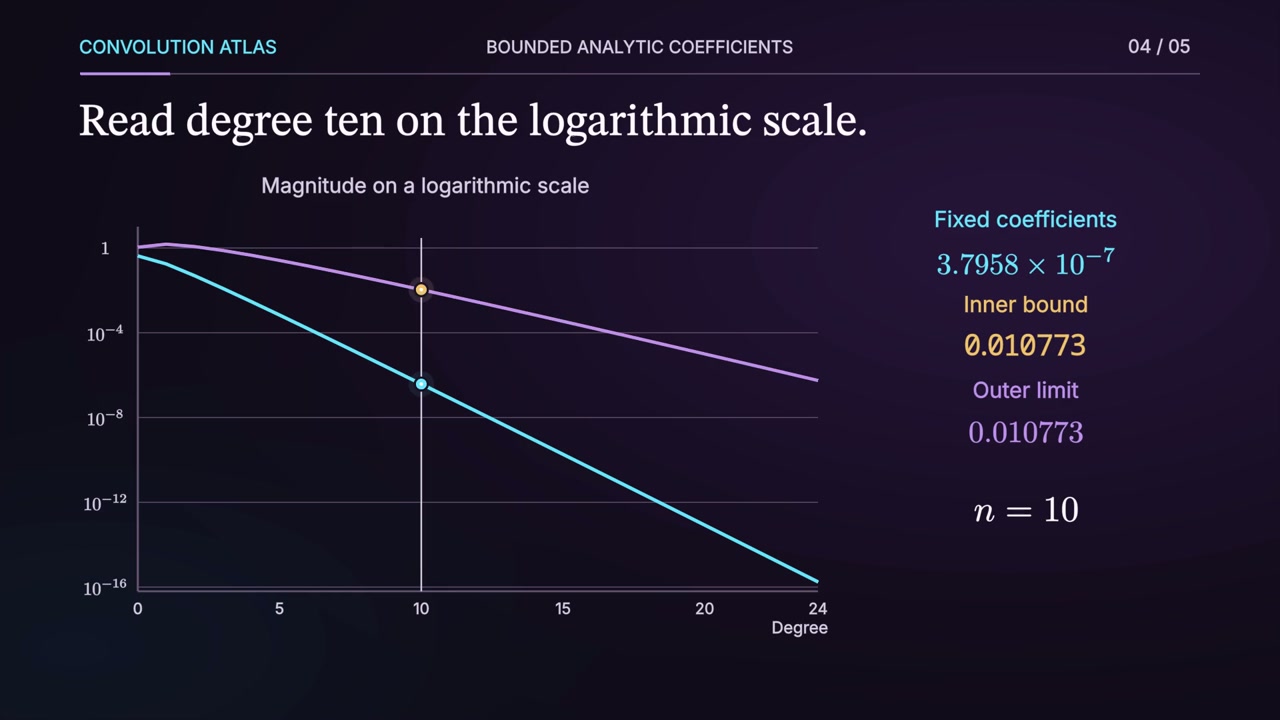 CONVOLUTION ATLAS
BOUNDED ANALYTIC COEFFICIENTS
04 / 05
Read degree ten on the logarithmic scale.
Magnitude on a logarithmic scale
1
10⁻⁴
10⁻⁸
10⁻¹²
10⁻¹⁶
0 5 10 15 20 24
Degree
Fixed coefficients
3.7958 × 10⁻⁷
Inner bound
0.010773
Outer limit
0.010773
n = 10